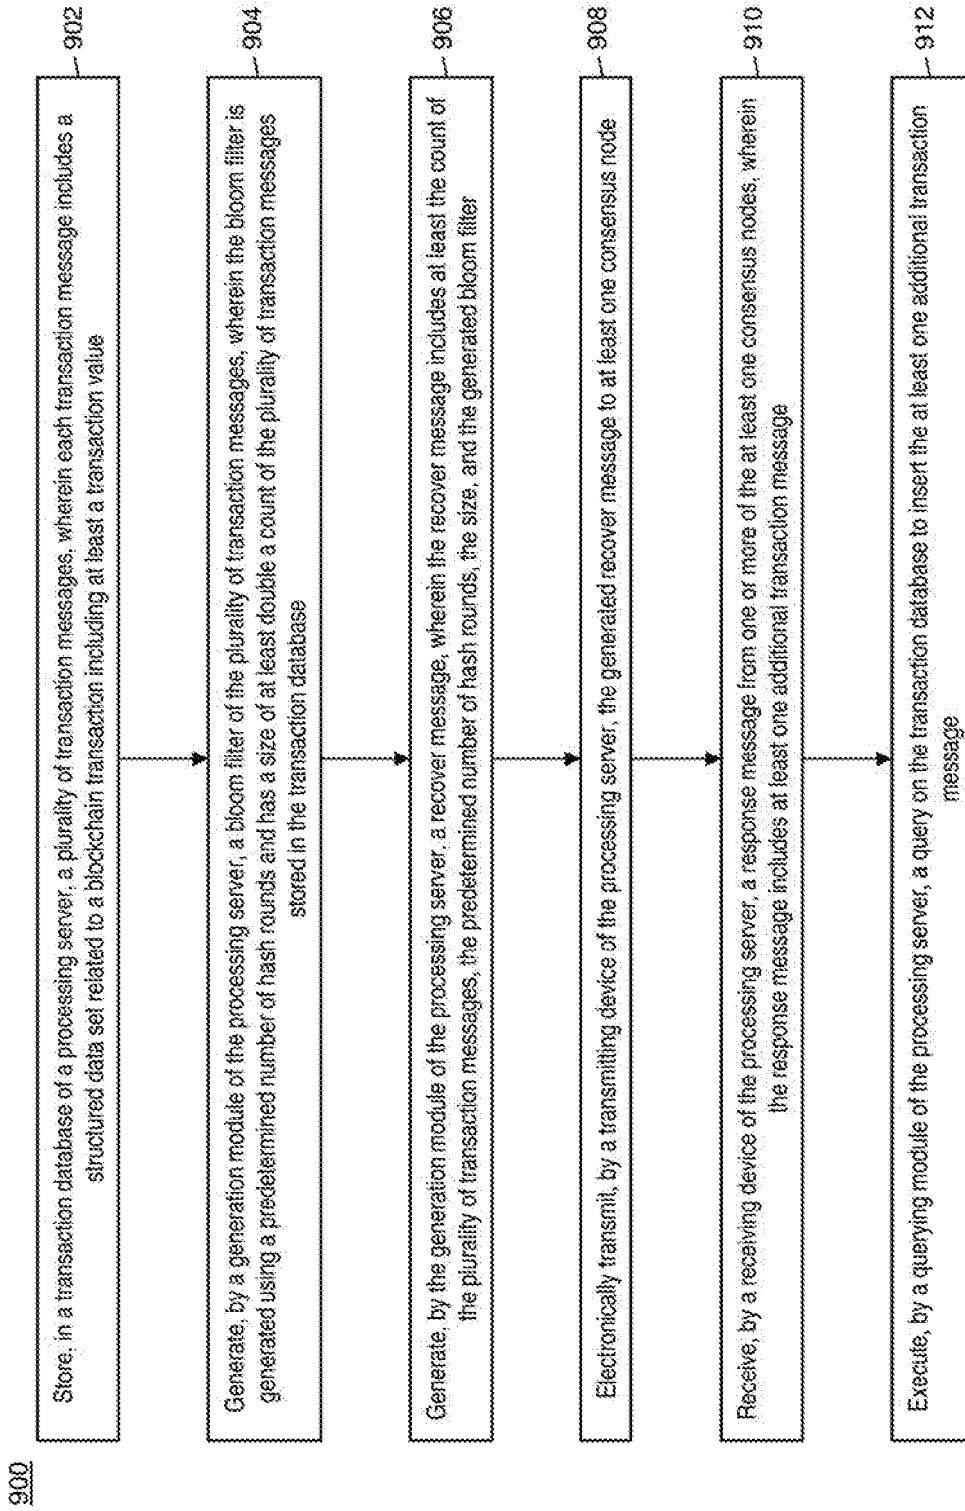 900
Store, in a transaction database of a processing server, a plurality of transaction messages, wherein each transaction message includes a
structured data set related to a blockchain transaction including at least a transaction value
902
Generate, by a generation module of the processing server, a bloom filter of the plurality of transaction messages, wherein the bloom filter is
generated using a predetermined number of hash rounds and has a size of at least double a count of the plurality of transaction messages
stored in the transaction database
904
Generate, by the generation module of the processing server, a recover message, wherein the recover message includes at least the count of
the plurality of transaction messages, the predetermined number of hash rounds, the size, and the generated bloom filter
906
Electronically transmit, by a transmitting device of the processing server, the generated recover message to at least one consensus node
908
Receive, by a receiving device of the processing server, a response message from one or more of the at least one consensus nodes, wherein
the response message includes at least one additional transaction message
910
Execute, by a querying module of the processing server, a query on the transaction database to insert the at least one additional transaction
message
912